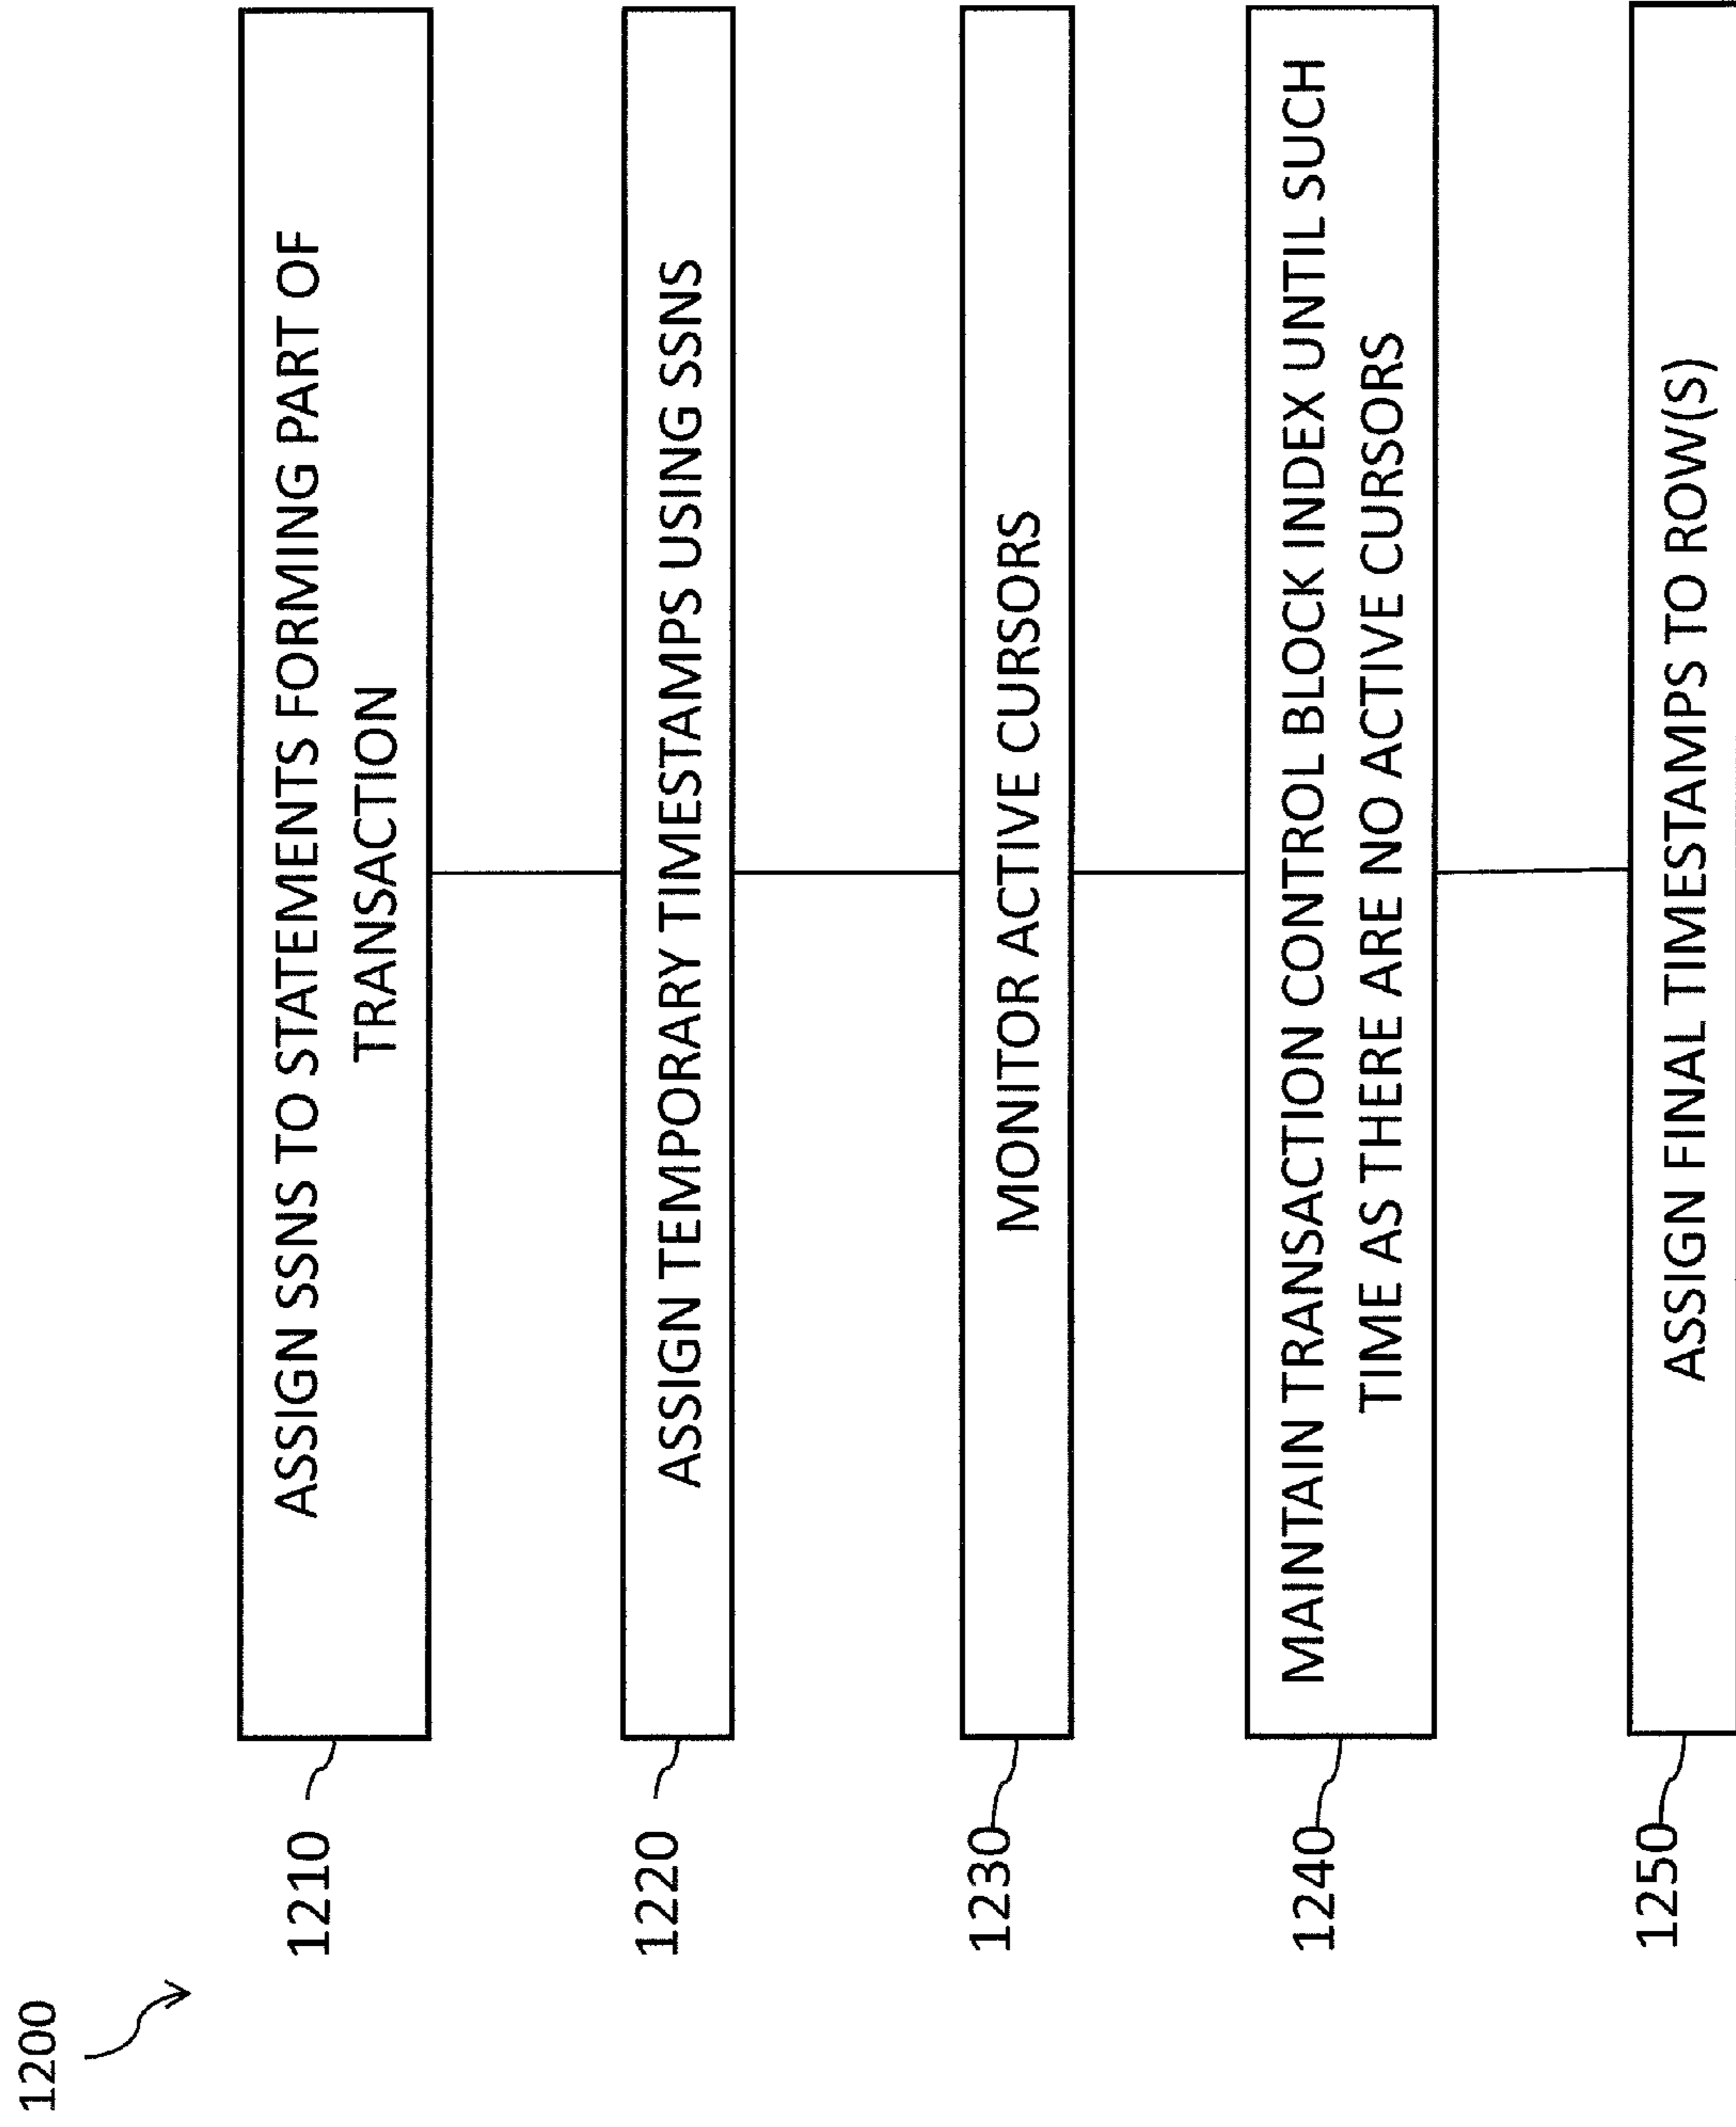 1200
1210
ASSIGN SSNS TO STATEMENTS FORMING PART OF
TRANSACTION
1220
ASSIGN TEMPORARY TIMESTAMPS USING SSNS
1230
MONITOR ACTIVE CURSORS
1240
MAINTAIN TRANSACTION CONTROL BLOCK INDEX UNTIL SUCH
TIME AS THERE ARE NO ACTIVE CURSORS
1250
ASSIGN FINAL TIMESTAMPS TO ROW(S)